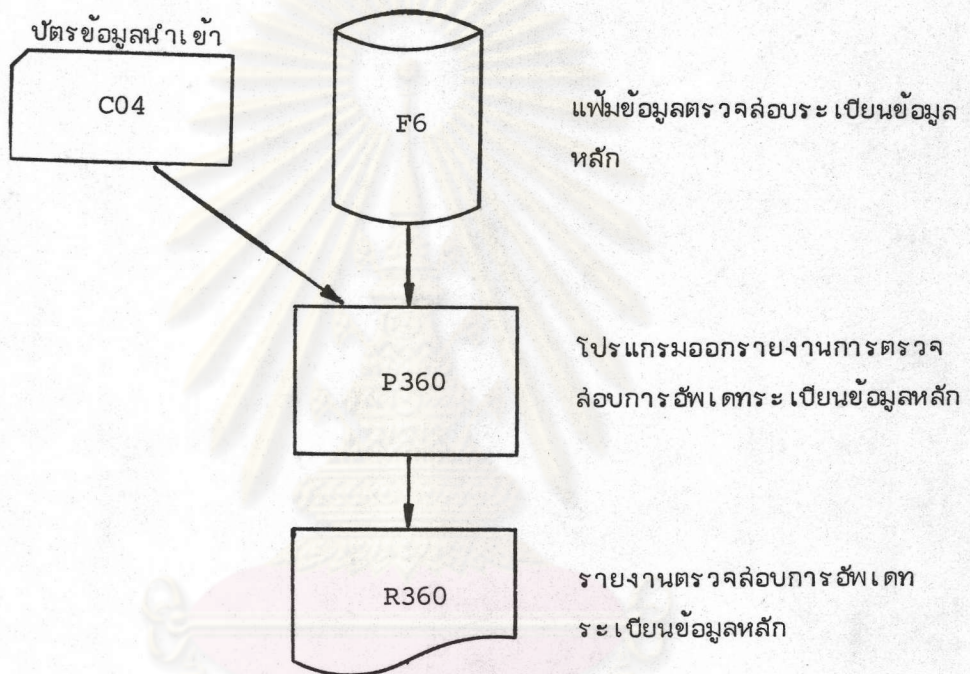 บัตรข้อมูลนำเข้า
C04
F6
แฟ้มข้อมูลตรวจสอบระเบียนข้อมูล
หลัก
P360
โปรแกรมออกรายงานการตรวจ
สอบการอัพเดทระเบียนข้อมูลหลัก
R360
รายงานตรวจสอบการอัพเดท
ระเบียนข้อมูลหลัก